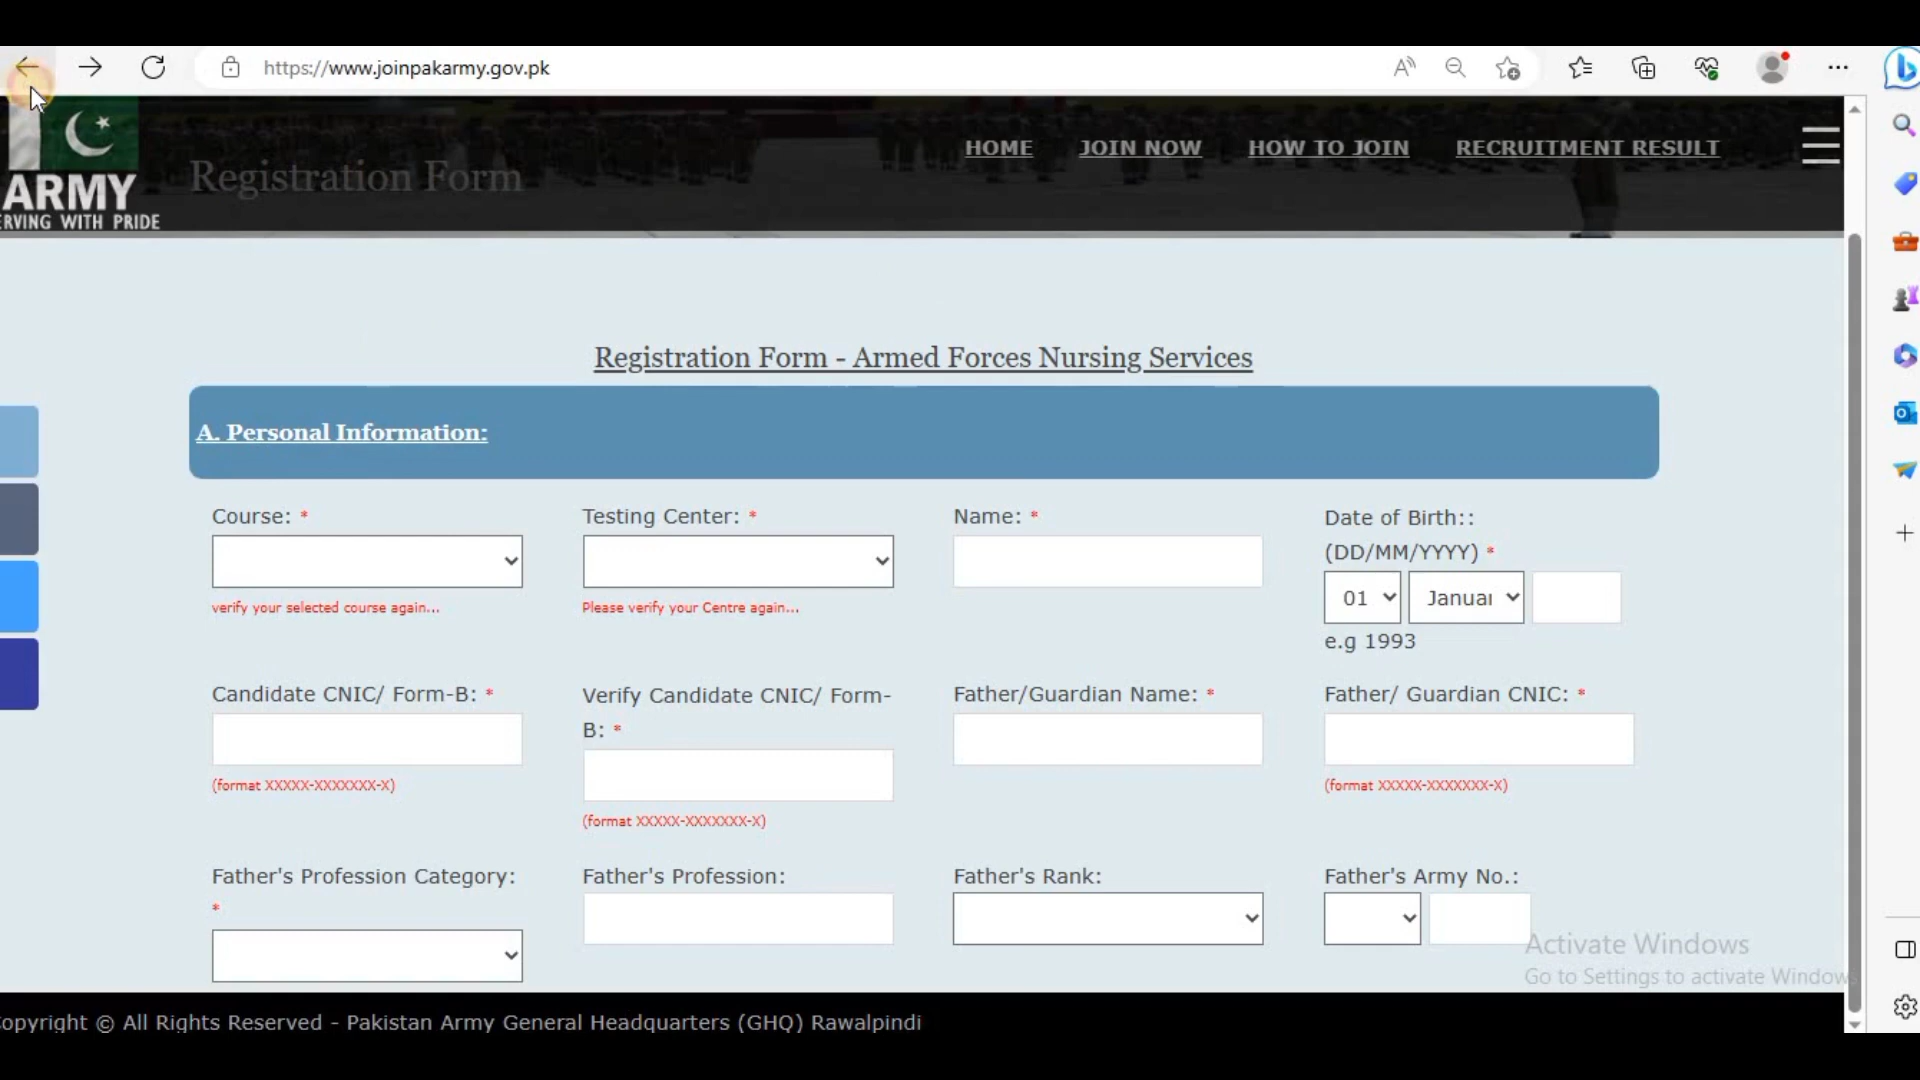 https://www.joinpakarmy.gov.pk
HOME JOIN NOW HOW TO JOIN RECRUITMENT RESULT
Registration Form
ARMY
ERVING WITH PRIDE
Registration Form - Armed Forces Nursing Services
A. Personal Information:
Course: * Testing Center: * Name: * Date of Birth::
(DD/MM/YYYY) *
01 Januar
verify your selected course again... Please verify your Centre again...
e.g 1993
Candidate CNIC/ Form-B: * Verify Candidate CNIC/ Form-
B: * Father/Guardian Name: * Father/ Guardian CNIC: *
(format XXXXX-XXXXXXX-X) (format XXXXX-XXXXXXX-X) (format XXXXX-XXXXXXX-X)
Father's Profession Category:
* Father's Profession: Father's Rank: Father's Army No.:
Activate Windows
Go to Settings to activate Windows
opyright © All Rights Reserved - Pakistan Army General Headquarters (GHQ) Rawalpindi